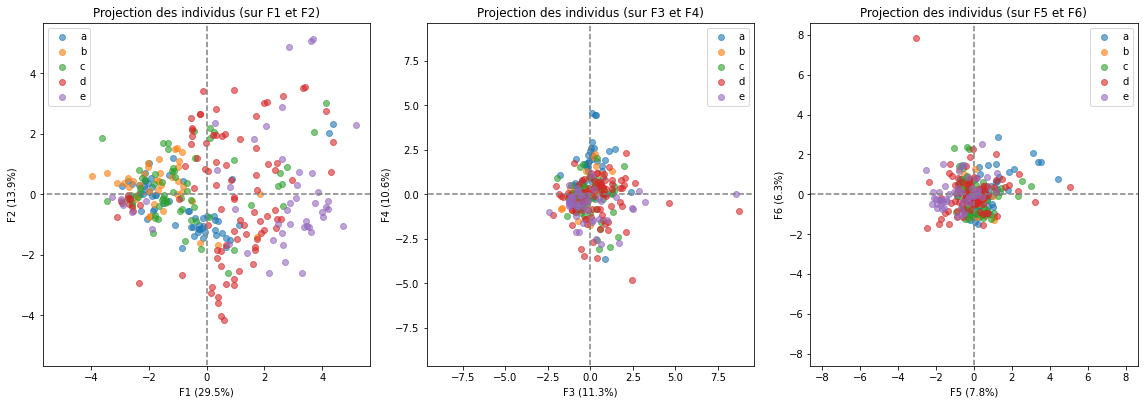 Projection des individus (sur F1 et F2)
a
b
c
d
e
4
2
0
−2
−4
F2 (13.9%)
−4
−2
0
2
4
F1 (29.5%)
Projection des individus (sur F3 et F4)
a
b
c
d
e
7.5
5.0
2.5
0.0
−2.5
−5.0
−7.5
F4 (10.6%)
−7.5
−5.0
−2.5
0.0
2.5
5.0
7.5
F3 (11.3%)
Projection des individus (sur F5 et F6)
a
b
c
d
e
8
6
4
2
0
−2
−4
−6
−8
F6 (6.3%)
−8
−6
−4
−2
0
2
4
6
8
F5 (7.8%)